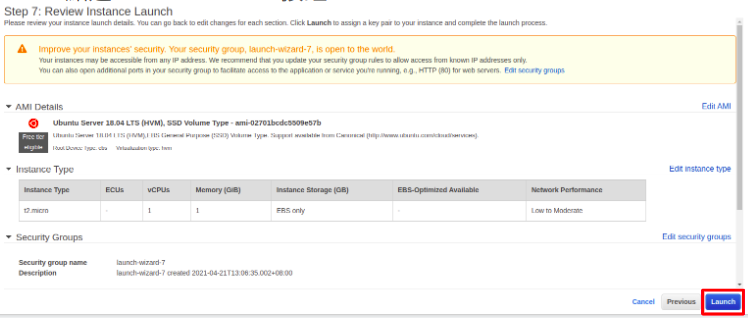 Step 7: Review Instance Launch
Please review your instance launch details. You can go back to edit changes for each section. Click Launch to assign a key pair to your instance and complete the launch process.
Improve your instances' security. Your security group, launch-wizard-7, is open to the world.
Your instances may be accessible from any IP address. We recommend that you update your security group rules to allow access from known IP addresses only.
You can also open additional ports in your security group to facilitate access to the application or service you're running, e.g., HTTP (80) for web servers. Edit security groups
AMI Details Edit AMI
Ubuntu Server 18.04 LTS (HVM), SSD Volume Type - ami-02701bcdc5509e57b
Free tier eligible
Ubuntu Server 18.04 LTS (HVM),EBS General Purpose (SSD) Volume Type. Support available from Canonical (http://www.ubuntu.com/cloud/services).
Root Device Type: ebs Virtualization type: hvm
Instance Type Edit instance type
Instance Type ECUs vCPUs Memory (GiB) Instance Storage (GB) EBS-Optimized Available Network Performance
t2.micro - 1 1 EBS only - Low to Moderate
Security Groups Edit security groups
Security group name launch-wizard-7
Description launch-wizard-7 created 2021-04-21T13:06:35.002+08:00
Cancel Previous Launch